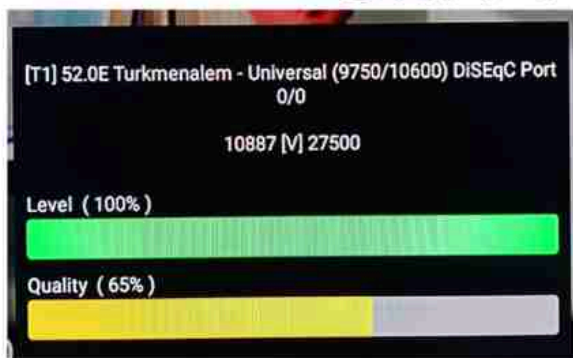 [T1] 52.0E Turkmenalem - Universal (9750/10600) DiSEqC Port
0/0
10887 [V] 27500
Level ( 100% )
Quality ( 65% )